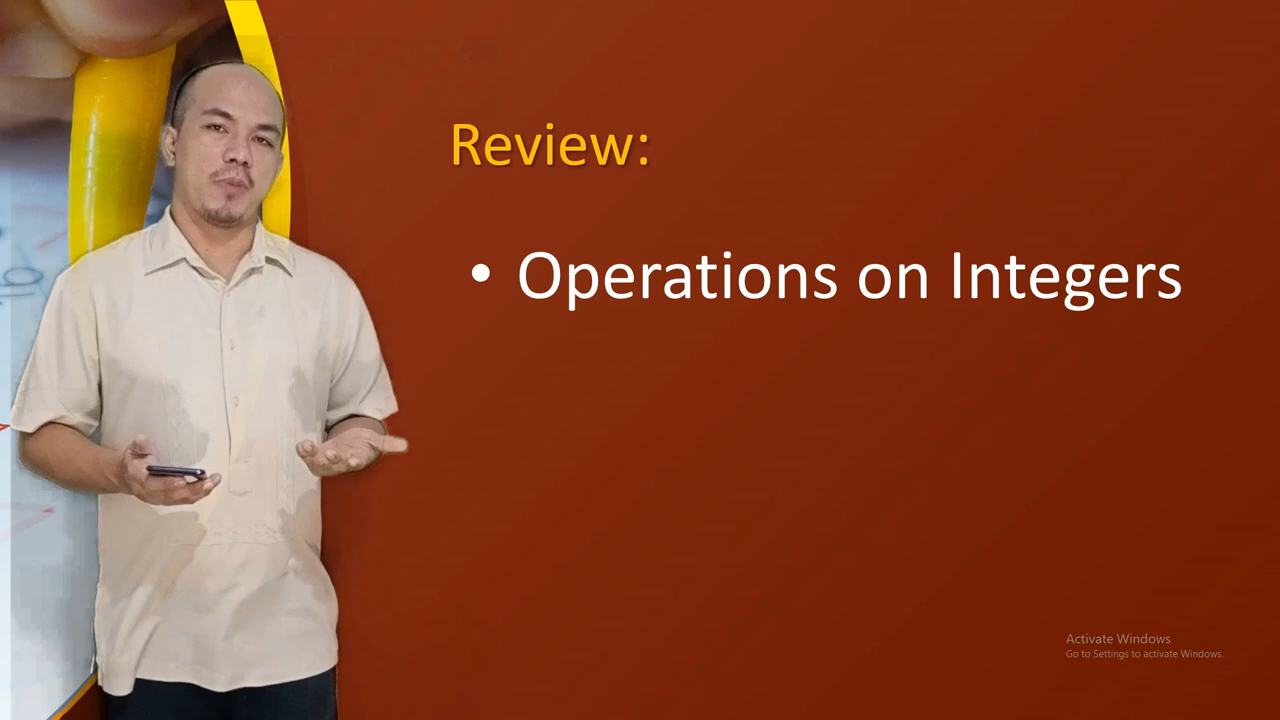 Review:
• Operations on Integers
Activate Windows
Go to Settings to activate Windows.